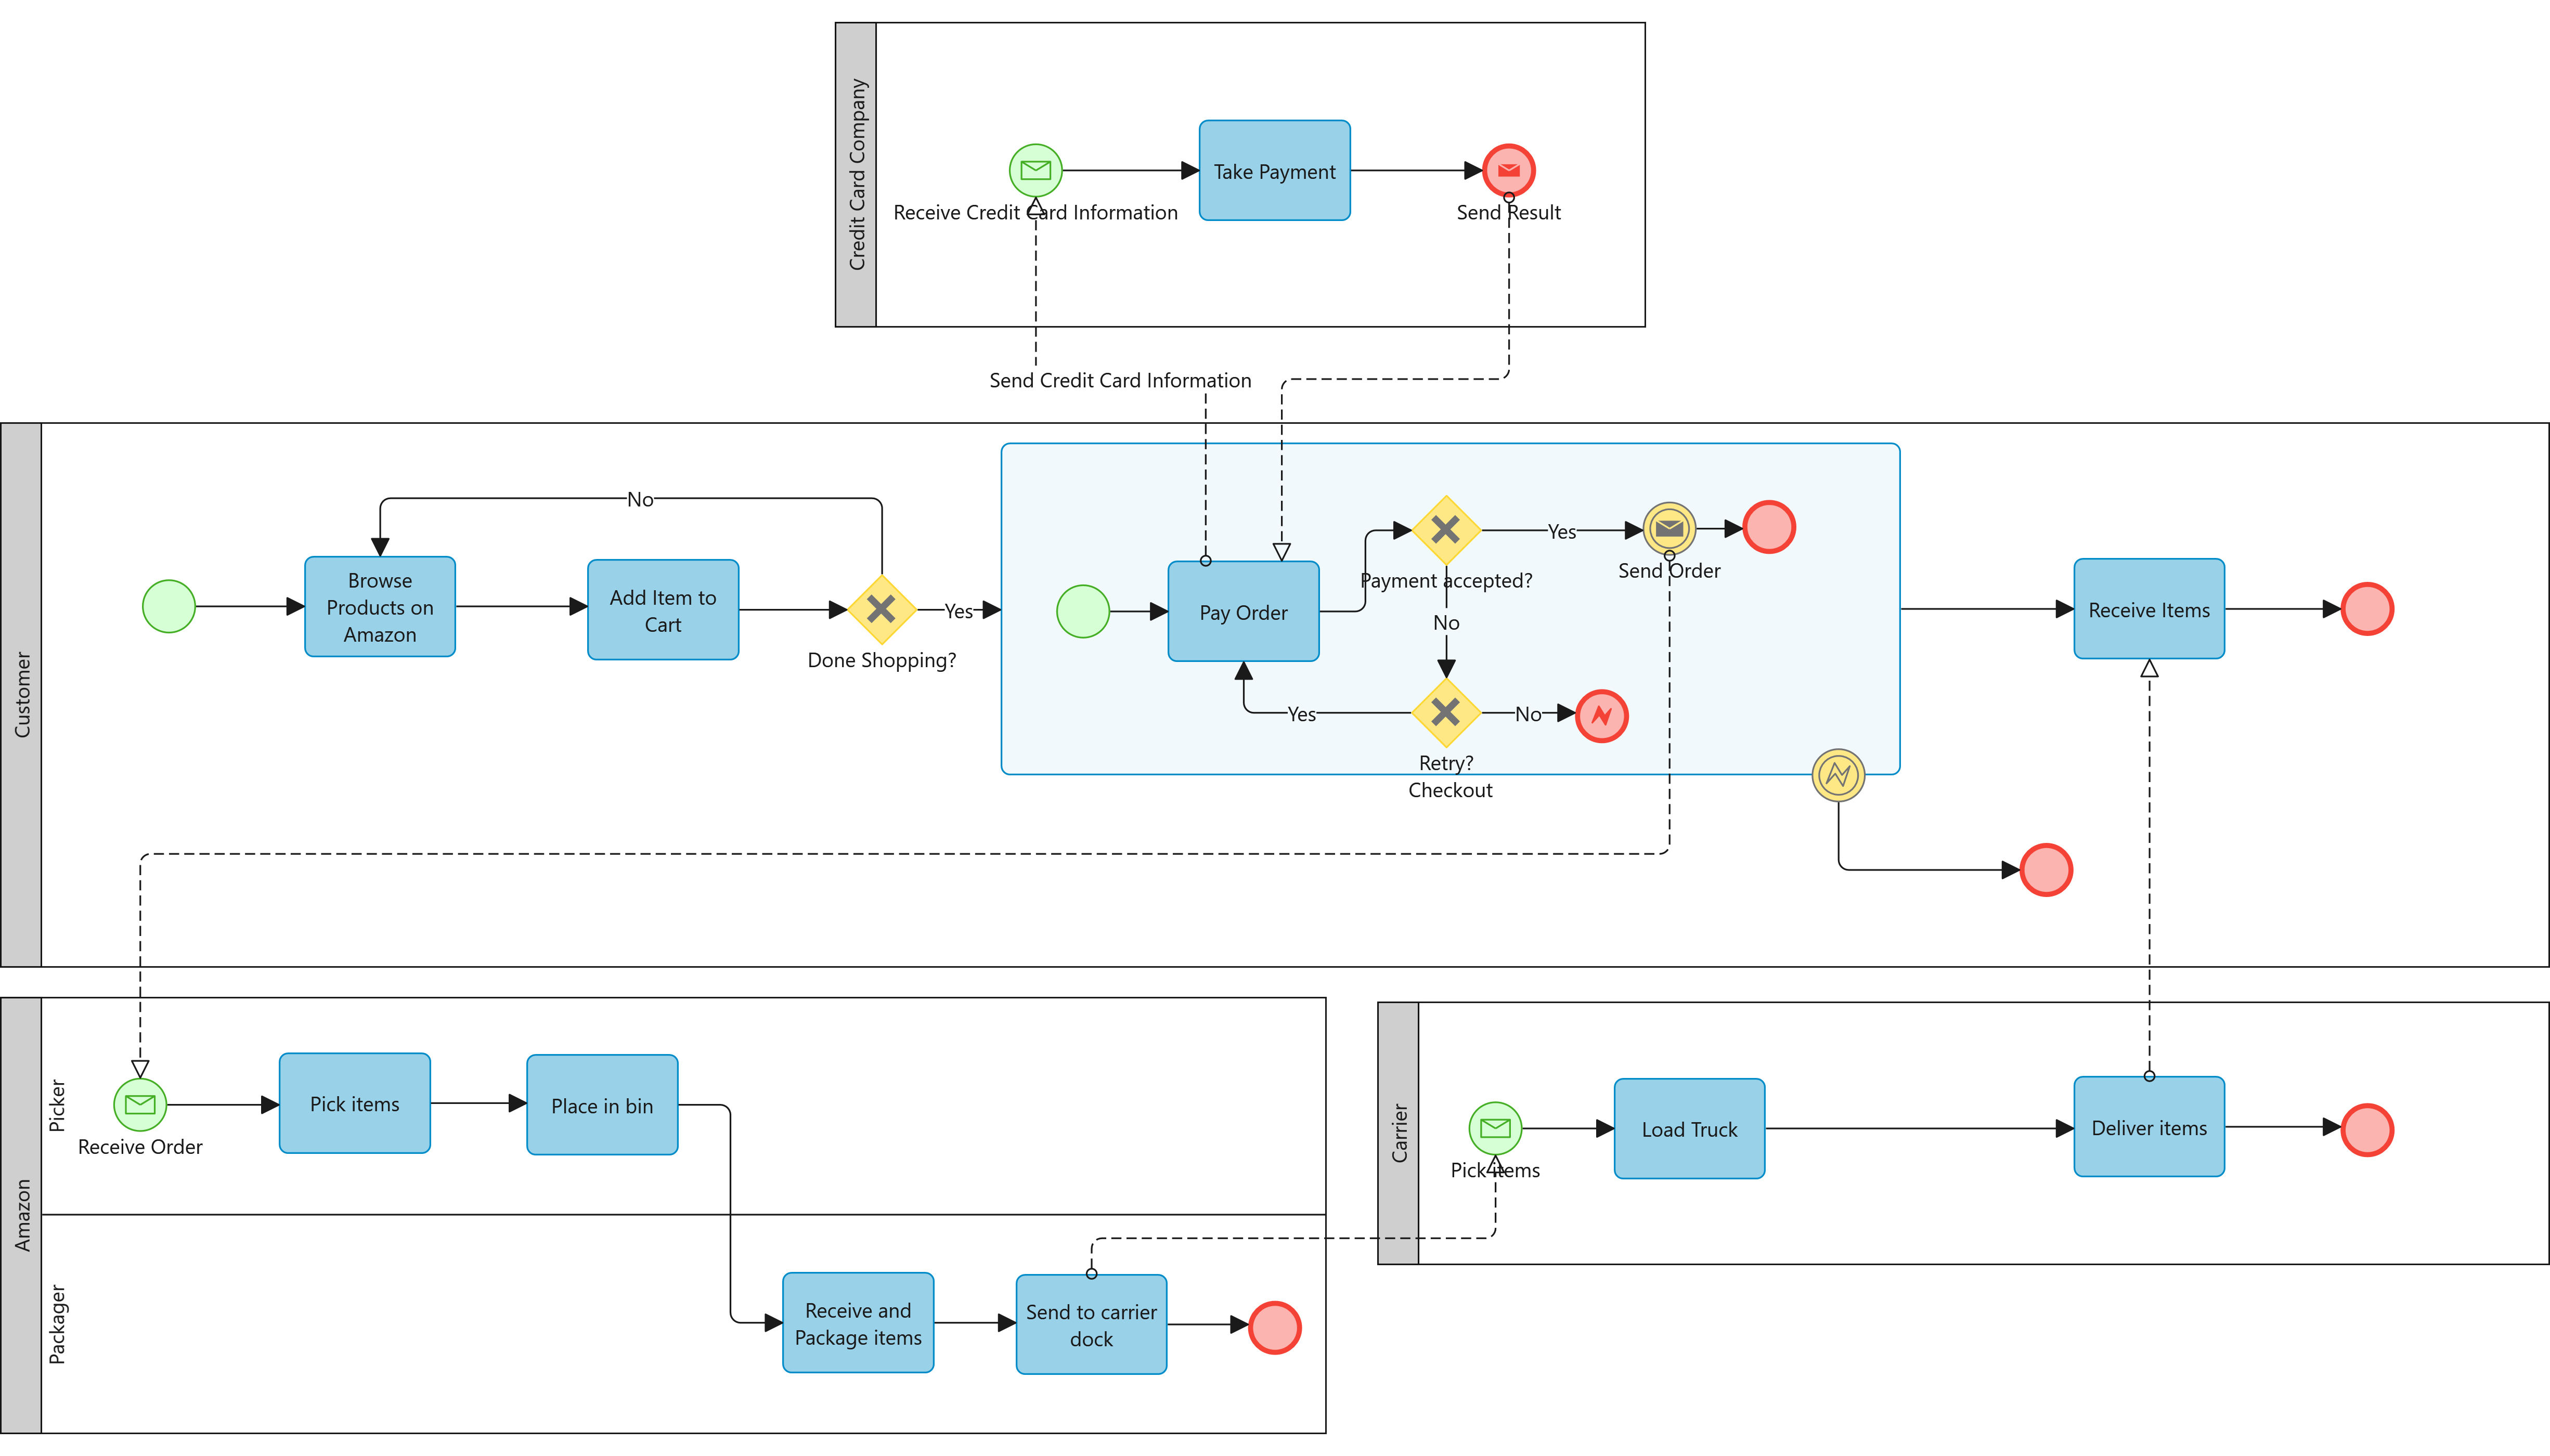 Credit Card Company
Receive Credit Card Information
Take Payment
Send Result
Send Credit Card Information
Customer
No
Browse
Products on
Amazon
Add Item to
Cart
Done Shopping?
Yes
Pay Order
Payment accepted?
Yes
Send Order
No
Yes
No
Retry?
Checkout
Receive Items
Amazon
Picker
Receive Order
Pick items
Place in bin
Packager
Receive and
Package items
Send to carrier
dock
Carrier
Pick items
Load Truck
Deliver items